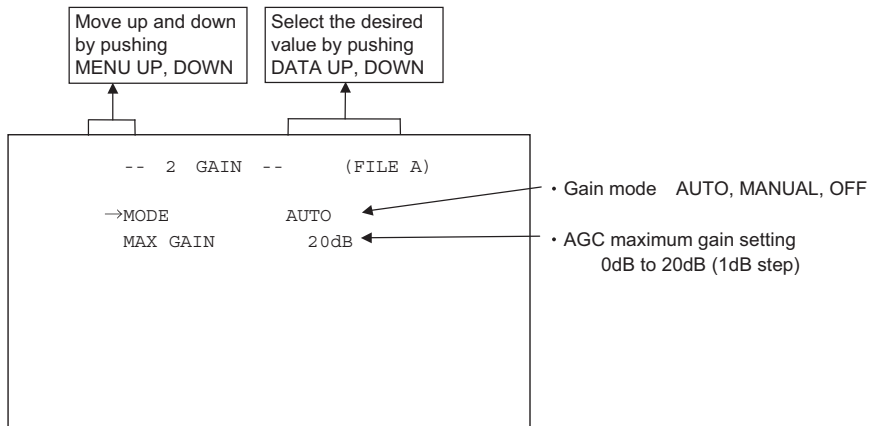 Move up and down
by pushing
MENU UP, DOWN
Select the desired
value by pushing
DATA UP, DOWN
-- 2 GAIN -- (FILE A)
→MODE AUTO
MAX GAIN 20dB
・Gain mode AUTO, MANUAL, OFF
・AGC maximum gain setting
0dB to 20dB (1dB step)